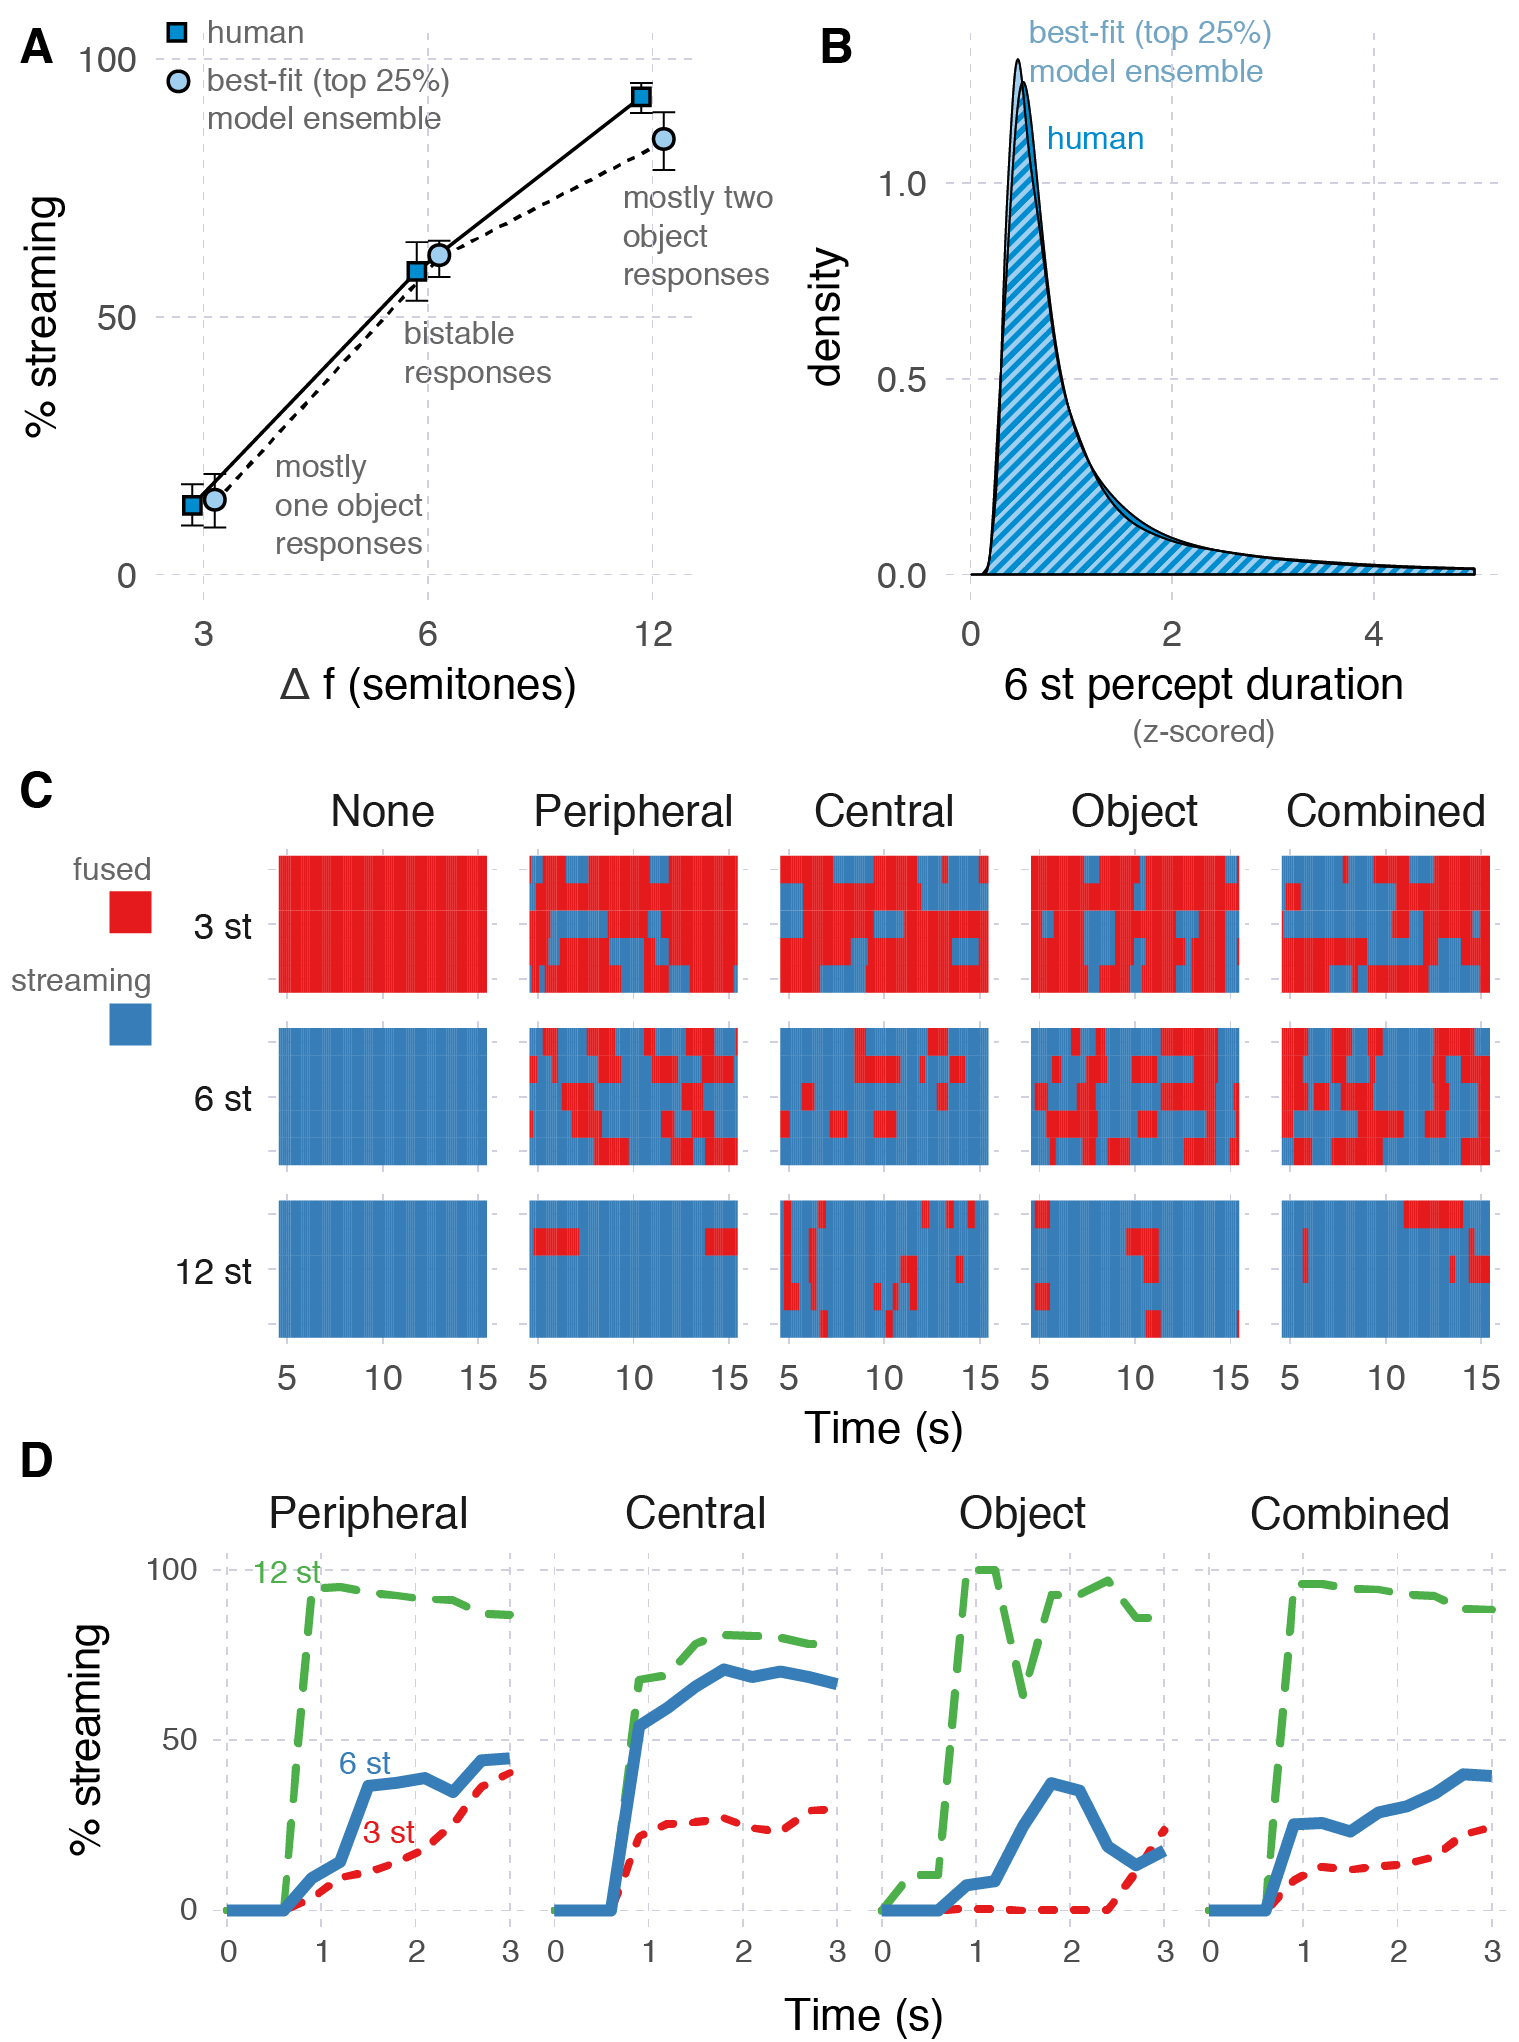 A
human
best-fit (top 25%)
model ensemble
100
50
0
% streaming
mostly two
object
responses
bistable
responses
mostly
one object
responses
3 6 12
Δ f (semitones)
B
best-fit (top 25%)
model ensemble
human
1.0
0.5
0.0
density
0 2 4
6 st percept duration
(z-scored)
C
None Peripheral Central Object Combined
fused
streaming
3 st
6 st
12 st
5 10 15 5 10 15 5 10 15 5 10 15 5 10 15
Time (s)
D
Peripheral Central Object Combined
100
50
0
% streaming
12 st
6 st
3 st
0 1 2 3 0 1 2 3 0 1 2 3 0 1 2 3
Time (s)